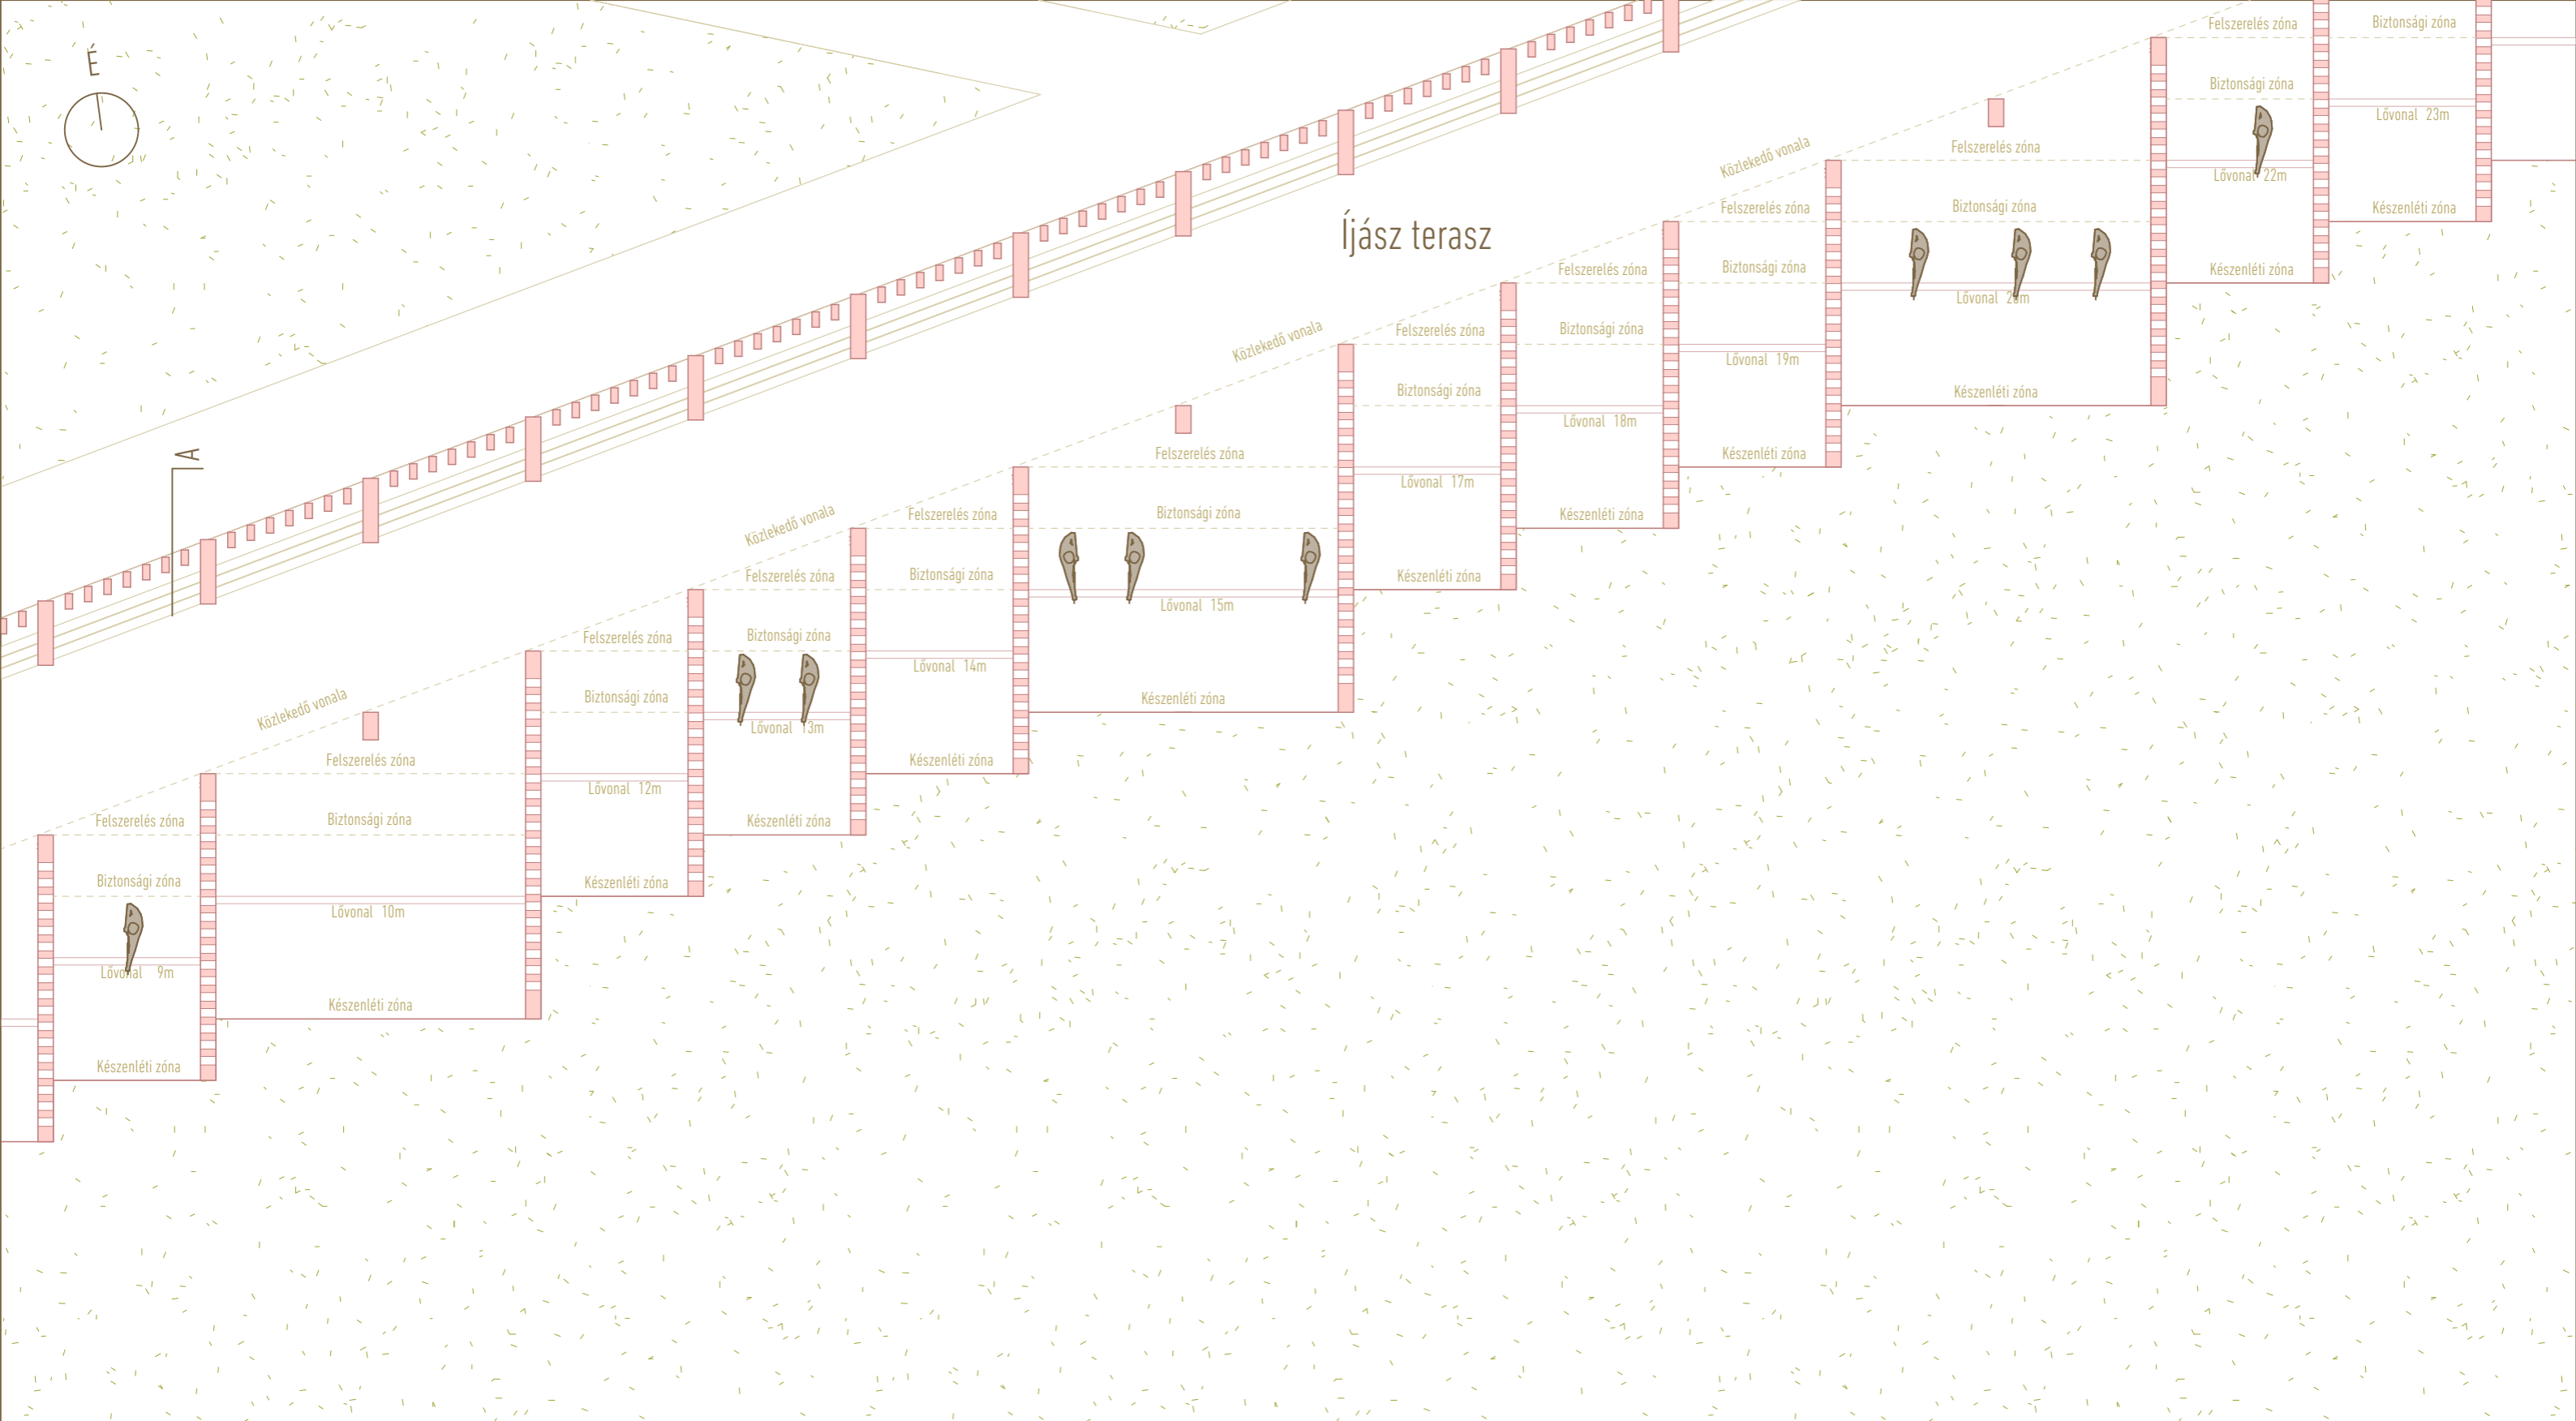 É
Íjász terasz
A
Közlekedő vonala
Felszerelés zóna
Biztonsági zóna
Lővonal 9m
Készenléti zóna
Felszerelés zóna
Biztonsági zóna
Lővonal 10m
Készenléti zóna
Felszerelés zóna
Biztonsági zóna
Lővonal 12m
Készenléti zóna
Közlekedő vonala
Felszerelés zóna
Biztonsági zóna
Lővonal 13m
Készenléti zóna
Felszerelés zóna
Biztonsági zóna
Lővonal 14m
Készenléti zóna
Felszerelés zóna
Biztonsági zóna
Lővonal 15m
Készenléti zóna
Közlekedő vonala
Felszerelés zóna
Biztonsági zóna
Lővonal 17m
Készenléti zóna
Felszerelés zóna
Biztonsági zóna
Lővonal 18m
Készenléti zóna
Közlekedő vonala
Felszerelés zóna
Biztonsági zóna
Lővonal 19m
Készenléti zóna
Felszerelés zóna
Biztonsági zóna
Lővonal
Készenléti zóna
Felszerelés zóna
Biztonsági zóna
Lővonal 22m
Készenléti zóna
Biztonsági zóna
Lővonal 23m
Készenléti zóna